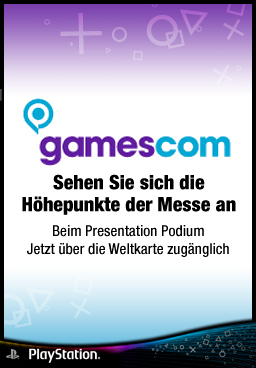 gamescom
Sehen Sie sich die
Höhepunkte der Messe an
Beim Presentation Podium
Jetzt über die Weltkarte zugänglich
PlayStation.